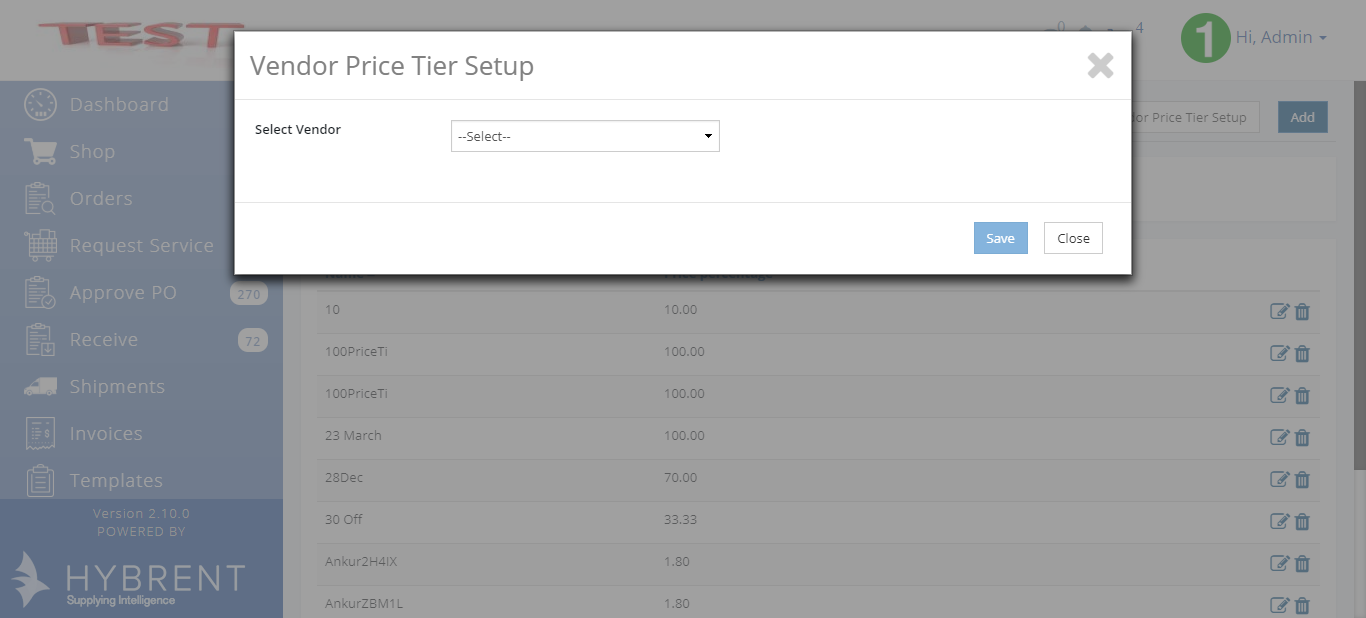 TEST
0
4
1
Hi, Admin
Vendor Price Tier Setup
Select Vendor
--Select--
Save
Close
Price Tier Setup
Add
Dashboard
Shop
Orders
Request Service
Approve PO
270
Receive
72
Shipments
Invoices
Templates
Version 2.10.0
POWERED BY
HYBRENT
Supplying Intelligence
10 10.00
100PriceTi 100.00
100PriceTi 100.00
23 March 100.00
28Dec 70.00
30 Off 33.33
Ankur2H4IX 1.80
AnkurZBM1L 1.80